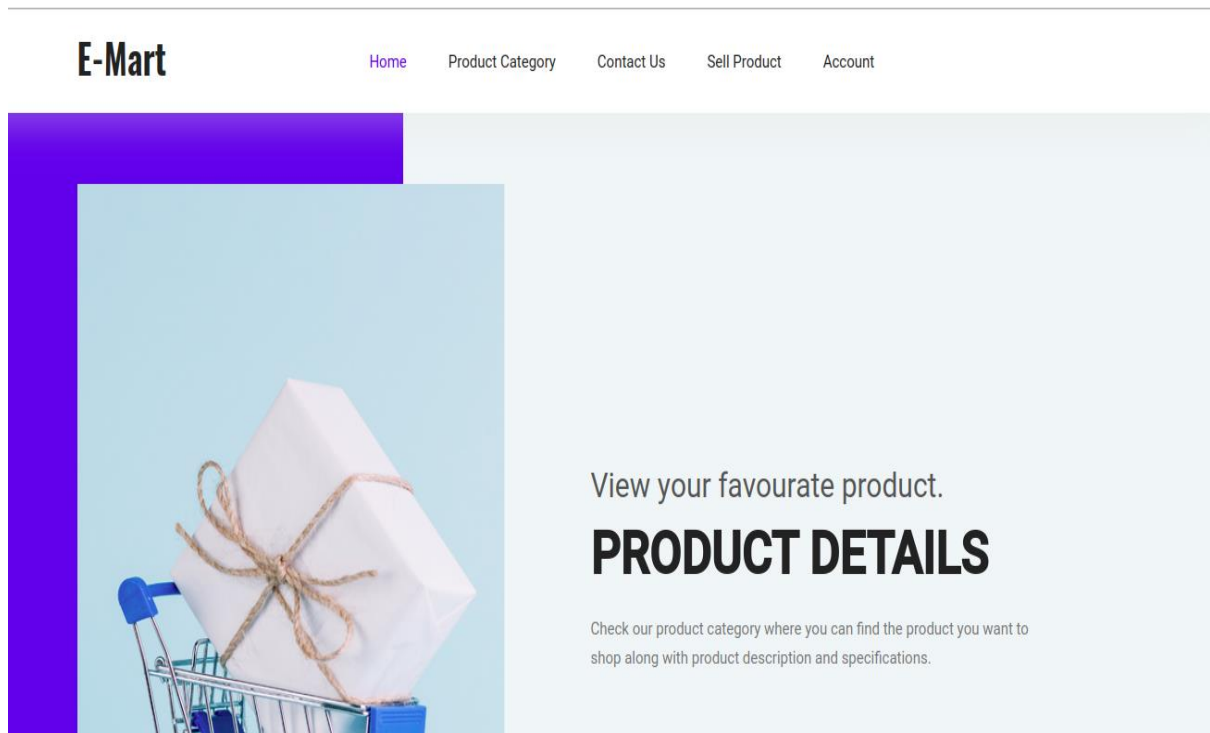 E-Mart
Home Product Category Contact Us Sell Product Account
View your favourate product.
PRODUCT DETAILS
Check our product category where you can find the product you want to
shop along with product description and specifications.